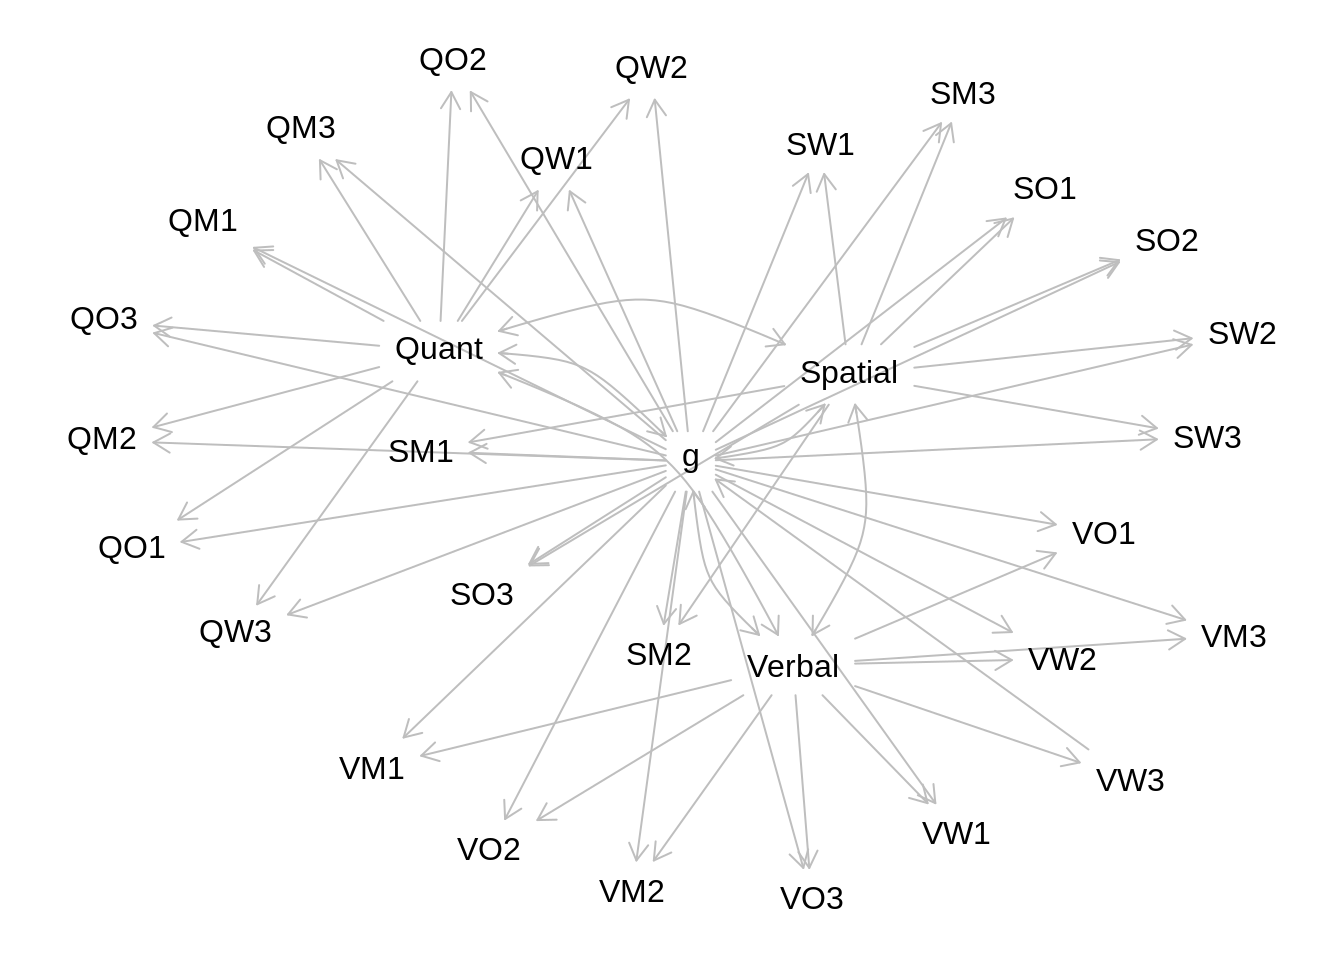 QO2
QW2
SM3
QM3
SW1
QW1
SO1
QM1
SO2
QO3
SW2
Quant
Spatial
QM2
SW3
SM1
g
VO1
QO1
SO3
QW3
VM3
SM2
VW2
Verbal
VM1
VW3
VW1
VO2
VM2
VO3